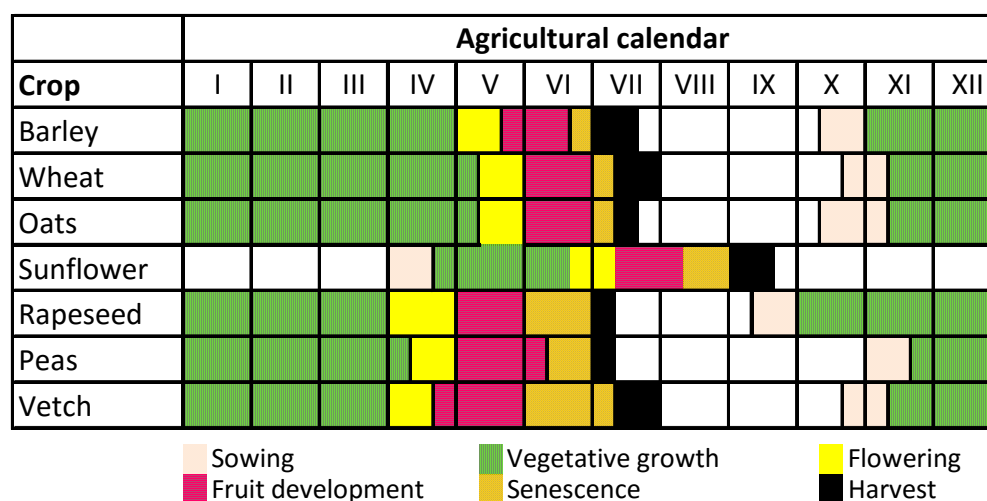 Agricultural calendar
Crop I II III IV V VI VII VIII IX X XI XII
Barley
Wheat
Oats
Sunflower
Rapeseed
Peas
Vetch
Sowing Vegetative growth Flowering
Fruit development Senescence Harvest